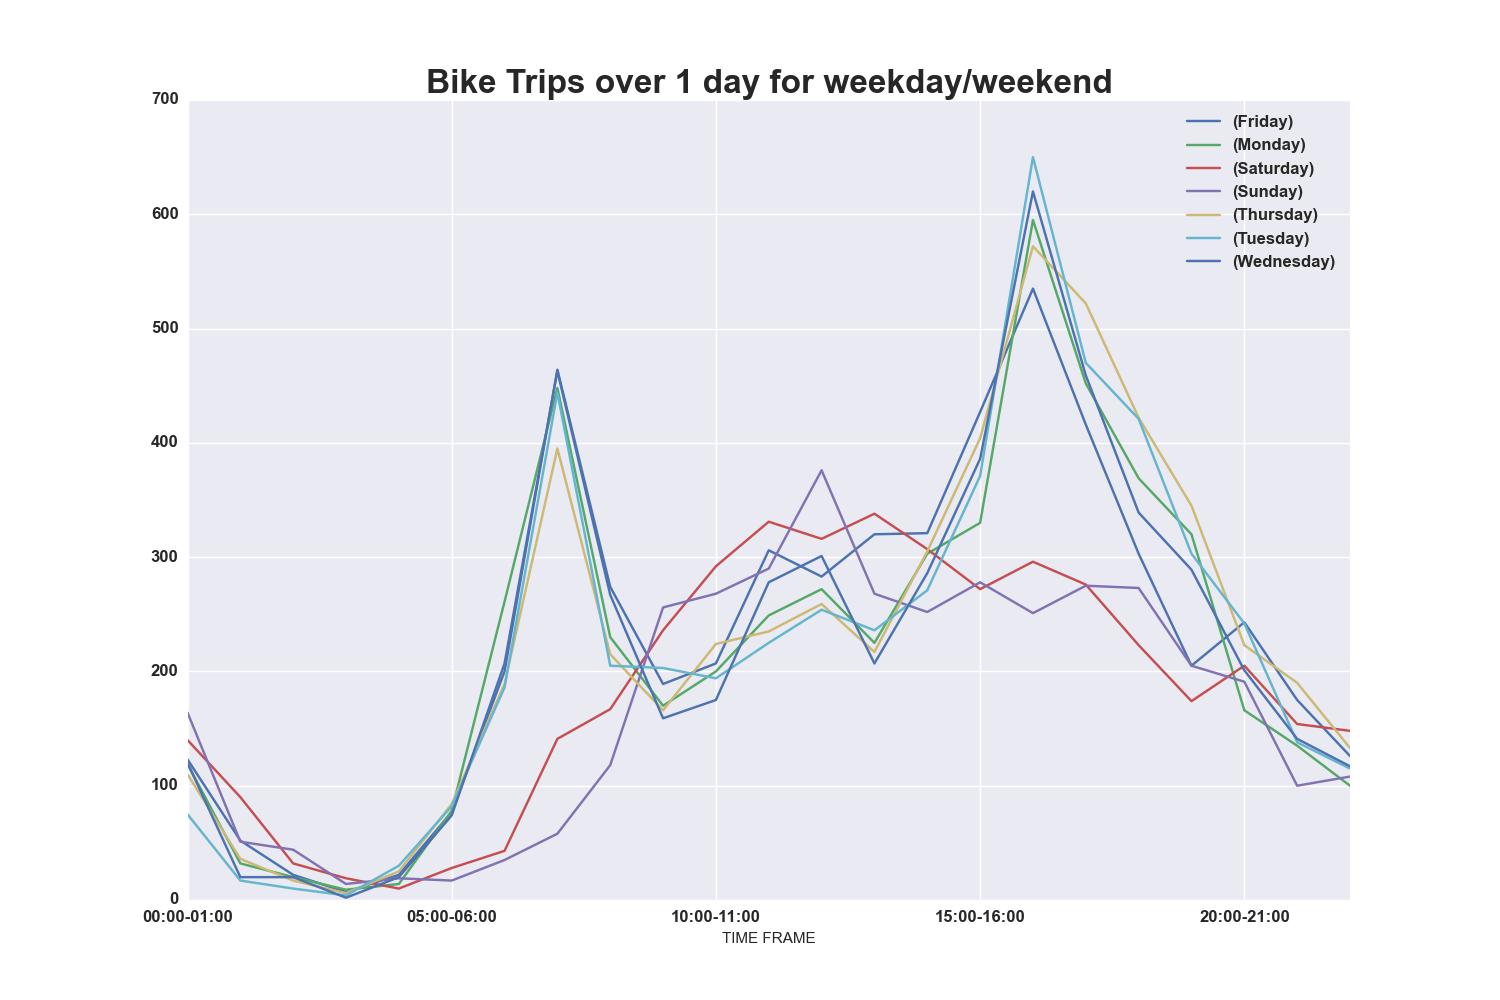 Bike Trips over 1 day for weekday/weekend
700
600
500
400
300
200
100
0
(Friday)
(Monday)
(Saturday)
(Sunday)
(Thursday)
(Tuesday)
(Wednesday)
00:00-01:00 05:00-06:00 10:00-11:00 15:00-16:00 20:00-21:00
TIME FRAME